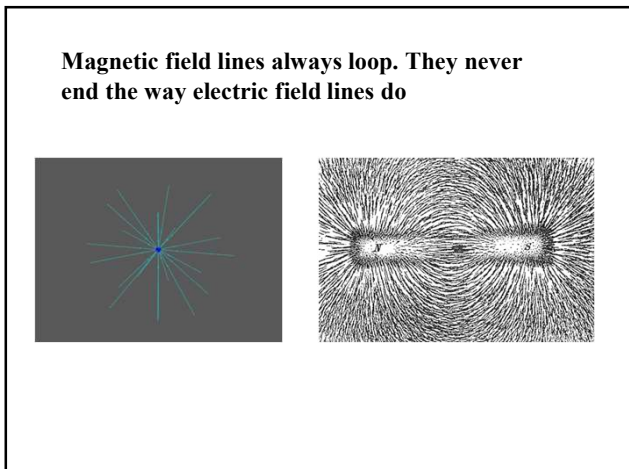 Magnetic field lines always loop. They never
end the way electric field lines do
N S